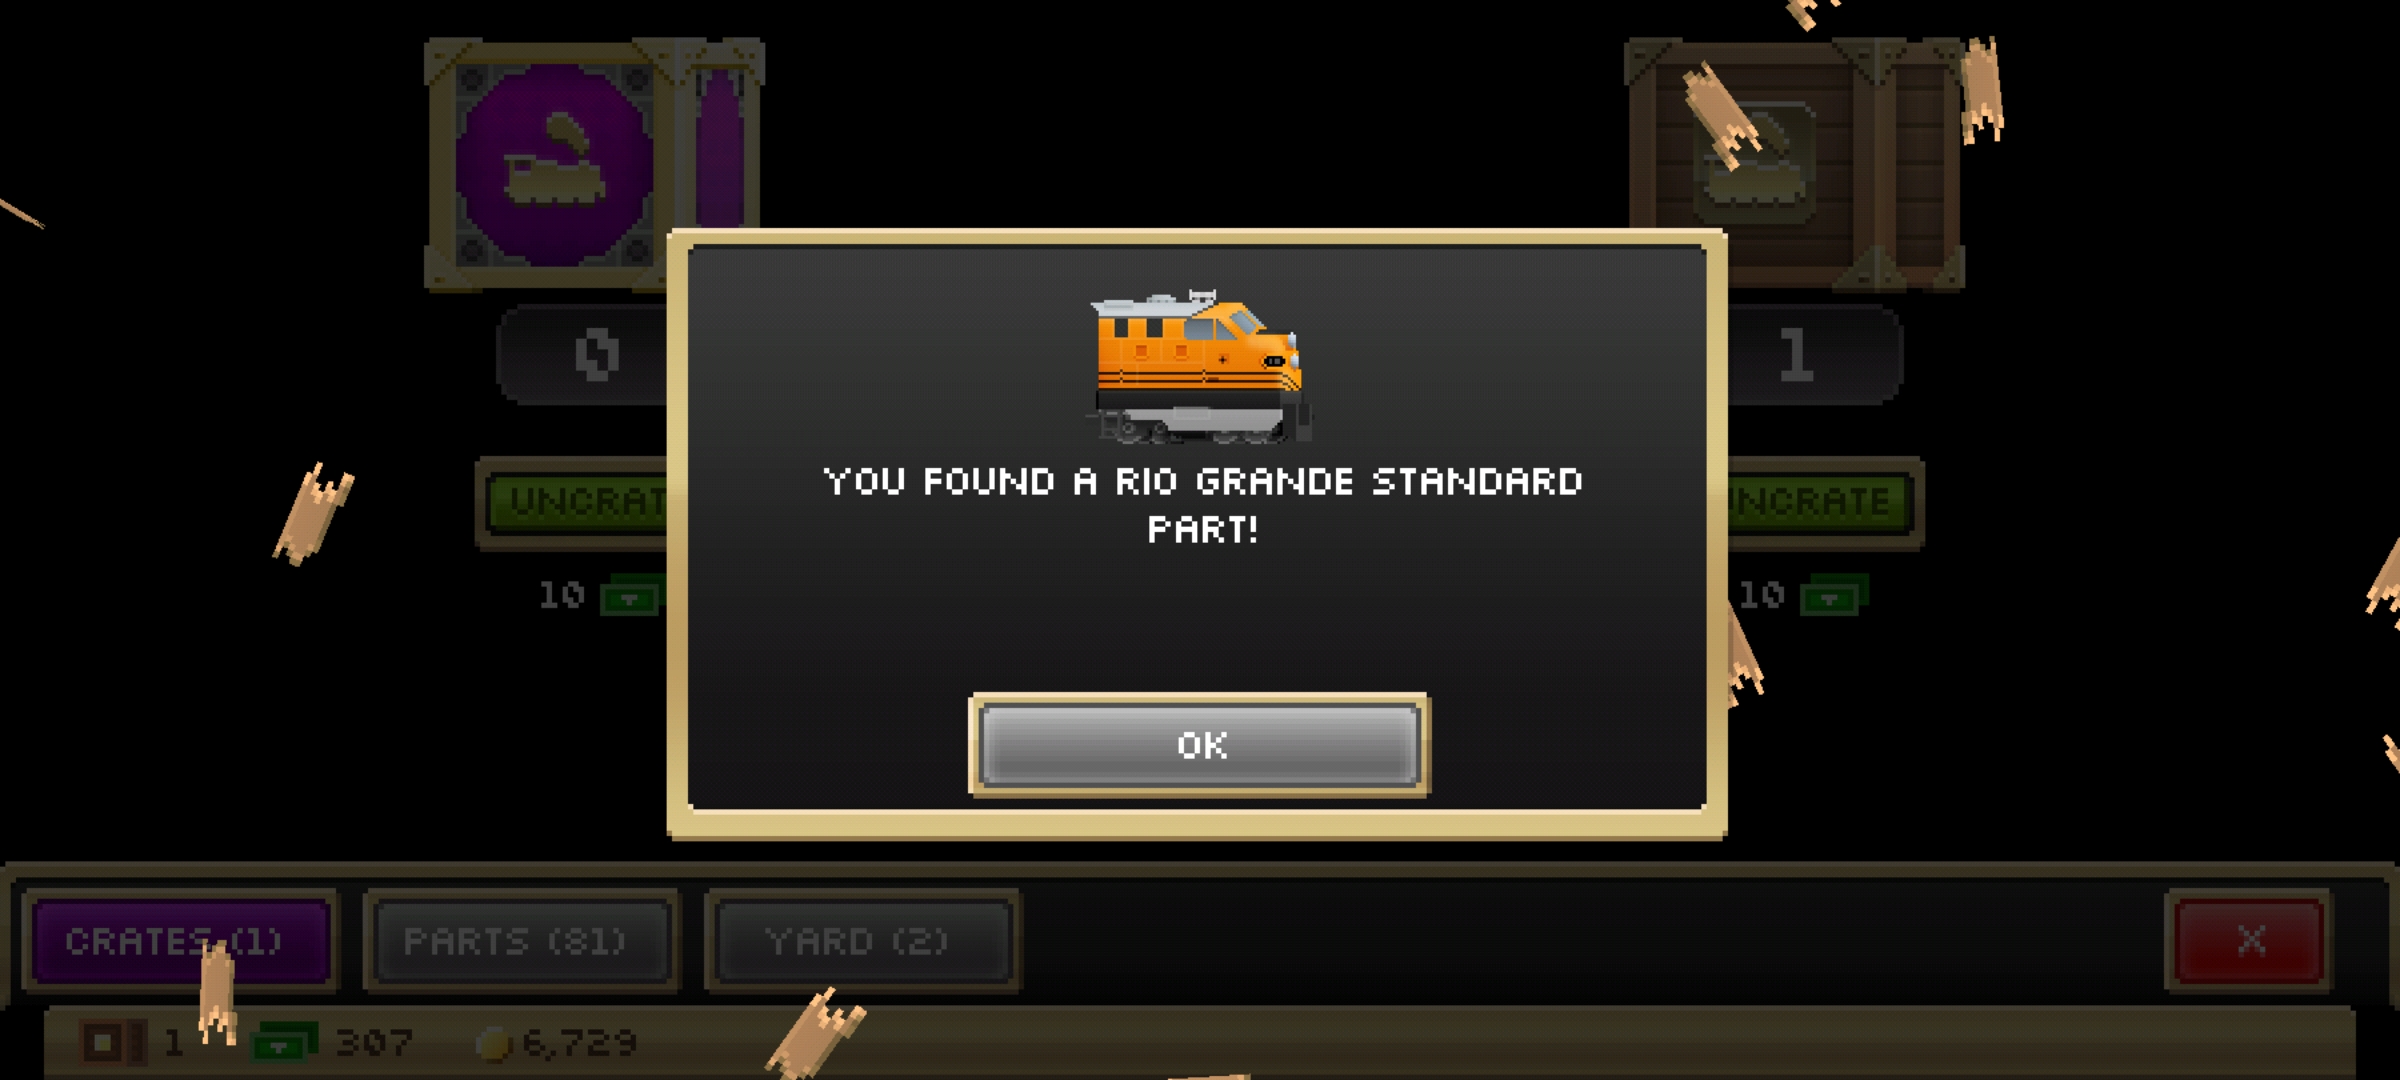 0
1
YOU FOUND A RIO GRANDE STANDARD
PART!
UNCRAT
NCRATE
10
10
OK
CRATES (1)
PARTS (81)
YARD (2)
X
1
307
6,729